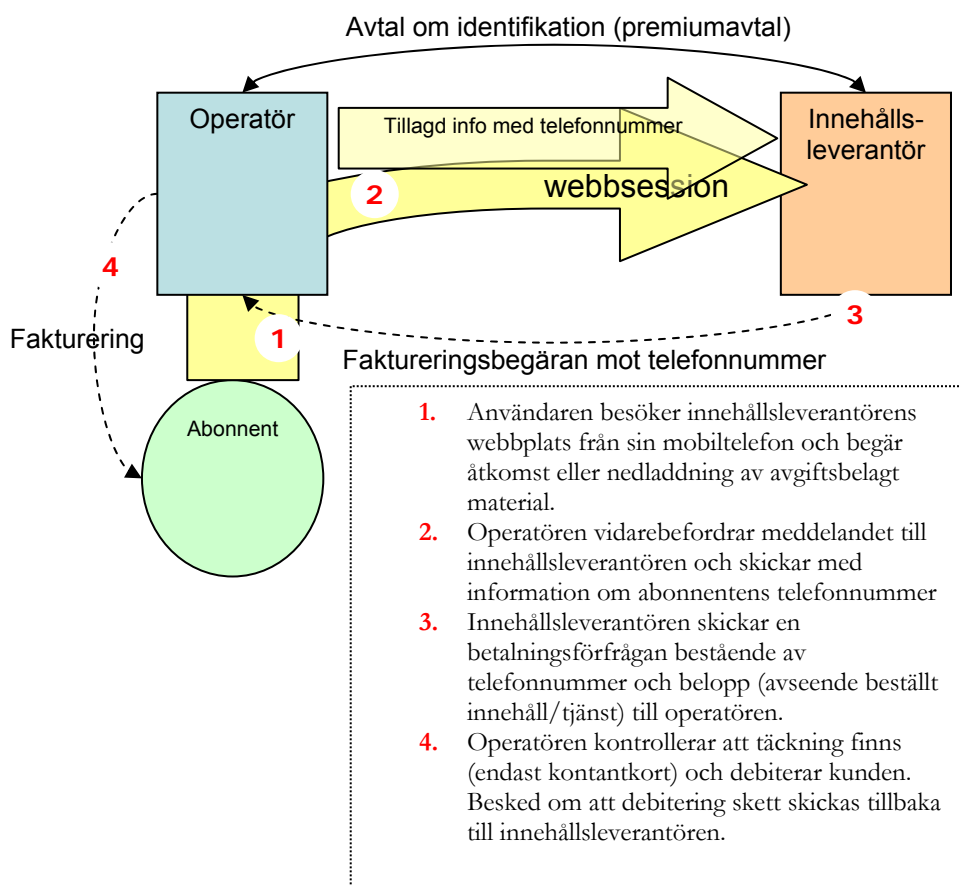 Avtal om identifikation (premiumavtal)
Operatör
Tillagd info med telefonnummer
Innehålls-
leverantör
2
webbsession
4
3
1
Fakturering
Faktureringsbegäran mot telefonnummer
Abonnent
1. Användaren besöker innehållsleverantörens
webbplats från sin mobiltelefon och begär
åtkomst eller nedladdning av avgiftsbelagt
material.
2. Operatören vidarebefordrar meddelandet till
innehållsleverantören och skickar med
information om abonnentens telefonnummer
3. Innehållsleverantören skickar en
betalningsförfrågan bestående av
telefonnummer och belopp (avseende beställt
innehåll/tjänst) till operatören.
4. Operatören kontrollerar att täckning finns
(endast kontantkort) och debiterar kunden.
Besked om att debitering skett skickas tillbaka
till innehållsleverantören.